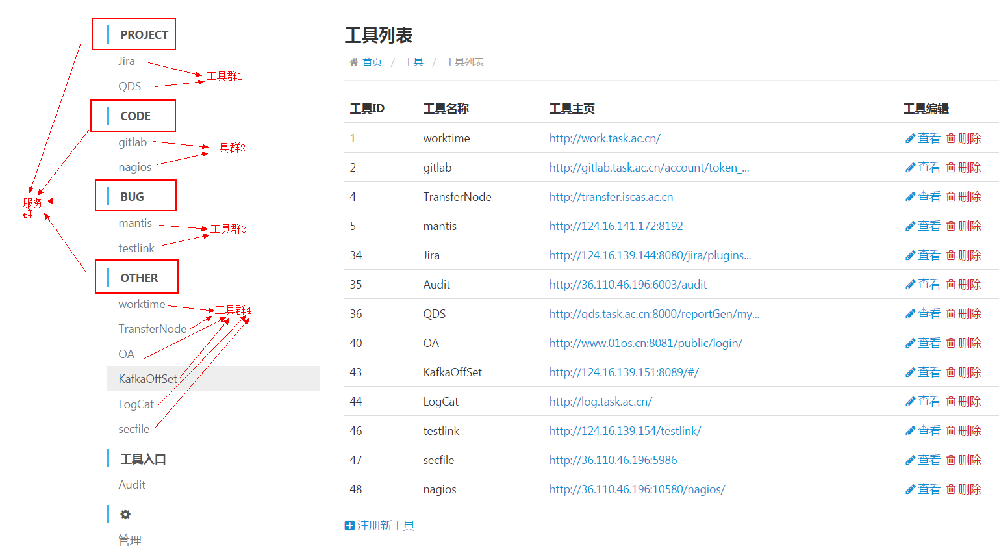 PROJECT
Jira
QDS
工具群1
CODE
gitlab
nagios
工具群2
服务
群
BUG
mantis
testlink
工具群3
OTHER
worktime
TransferNode
OA
KafkaOffSet
LogCat
secfile
工具群4
工具入口
Audit
管理
工具列表
首页 / 工具 / 工具列表
工具ID 工具名称 工具主页 工具编辑
1 worktime http://work.task.ac.cn/ 查看 删除
2 gitlab http://gitlab.task.ac.cn/account/token_... 查看 删除
4 TransferNode http://transfer.iscas.ac.cn 查看 删除
5 mantis http://124.16.141.172:8192 查看 删除
34 Jira http://124.16.139.144:8080/jira/plugins... 查看 删除
35 Audit http://36.110.46.196:6003/audit 查看 删除
36 QDS http://qds.task.ac.cn:8000/reportGen/my... 查看 删除
40 OA http://www.01os.cn:8081/public/login/ 查看 删除
43 KafkaOffSet http://124.16.139.151:8089/#/ 查看 删除
44 LogCat http://log.task.ac.cn/ 查看 删除
46 testlink http://124.16.139.154/testlink/ 查看 删除
47 secfile http://36.110.46.196:5986 查看 删除
48 nagios http://36.110.46.196:10580/nagios/ 查看 删除
注册新工具